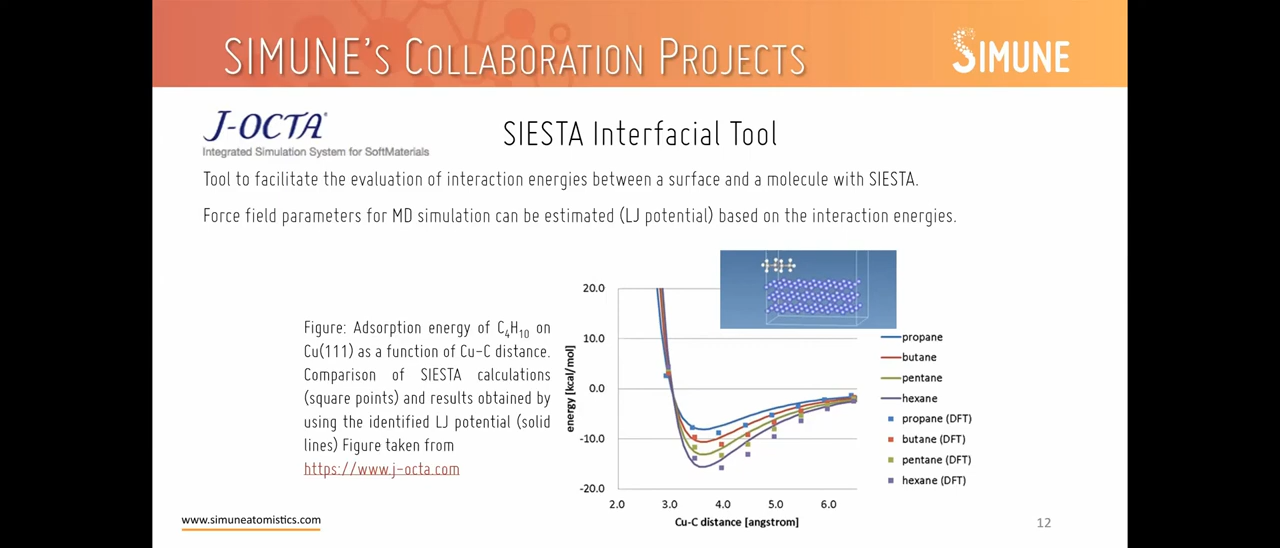 SIMUNE's Collaboration Projects
SIMUNE
J-OCTA®
Integrated Simulation System for SoftMaterials
SIESTA Interfacial Tool
Tool to facilitate the evaluation of interaction energies between a surface and a molecule with SIESTA.
Force field parameters for MD simulation can be estimated (LJ potential) based on the interaction energies.
Figure: Adsorption energy of C₄H₁₀ on
Cu(111) as a function of Cu-C distance.
Comparison of SIESTA calculations
(square points) and results obtained by
using the identified LJ potential (solid
lines) Figure taken from
https://www.j-octa.com
energy [kcal/mol]
20.0
10.0
0.0
-10.0
-20.0
2.0 3.0 4.0 5.0 6.0
Cu-C distance [angstrom]
propane
butane
pentane
hexane
propane (DFT)
butane (DFT)
pentane (DFT)
hexane (DFT)
www.simuneatomistics.com
12